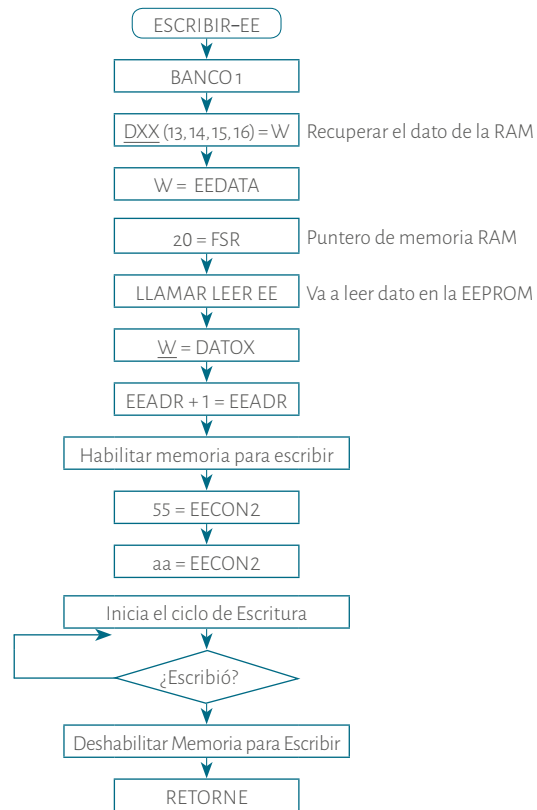 ESCRIBIR-EE
BANCO 1
DXX (13, 14, 15, 16) = W Recuperar el dato de la RAM
W = EEDATA
20 = FSR Puntero de memoria RAM
LLAMAR LEER EE Va a leer dato en la EEPROM
W = DATOX
EEADR + 1 = EEADR
Habilitar memoria para escribir
55 = EECON2
aa = EECON2
Inicia el ciclo de Escritura
¿Escribió?
Deshabilitar Memoria para Escribir
RETORNE